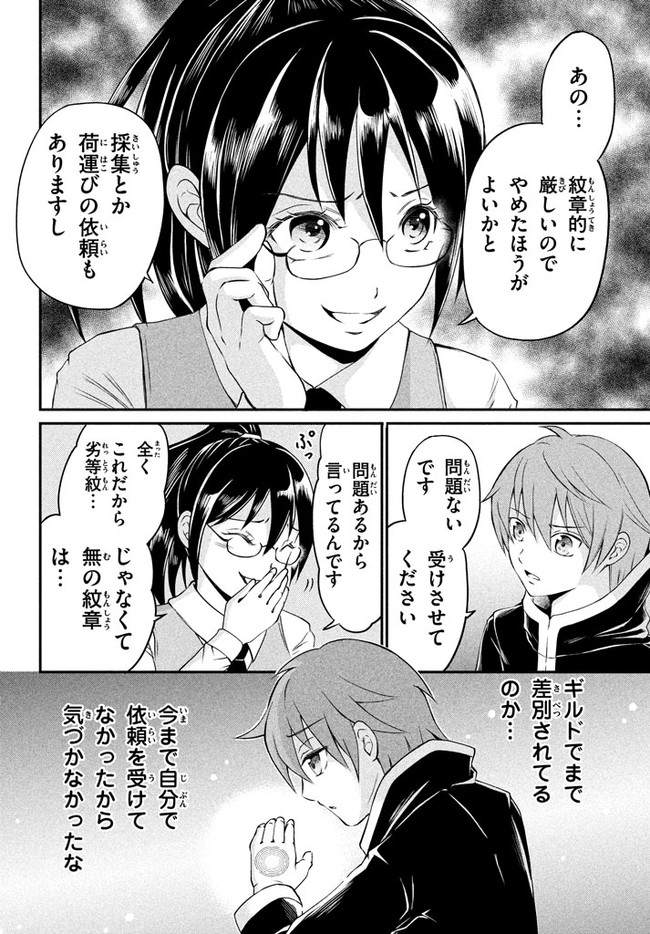 あの…
紋章的に
厳しいので
やめたほうが
よいかと
採集とか
荷運びの依頼も
ありますし
問題ない
です
受けさせて
ください
問題あるから
言ってるんです
ぷっ
全く
これだから
劣等紋…
じゃなくて
無の紋章
は…
ギルドでまで
差別されてる
のか…
今まで自分で
依頼を受けて
なかったから
気づかなかったな